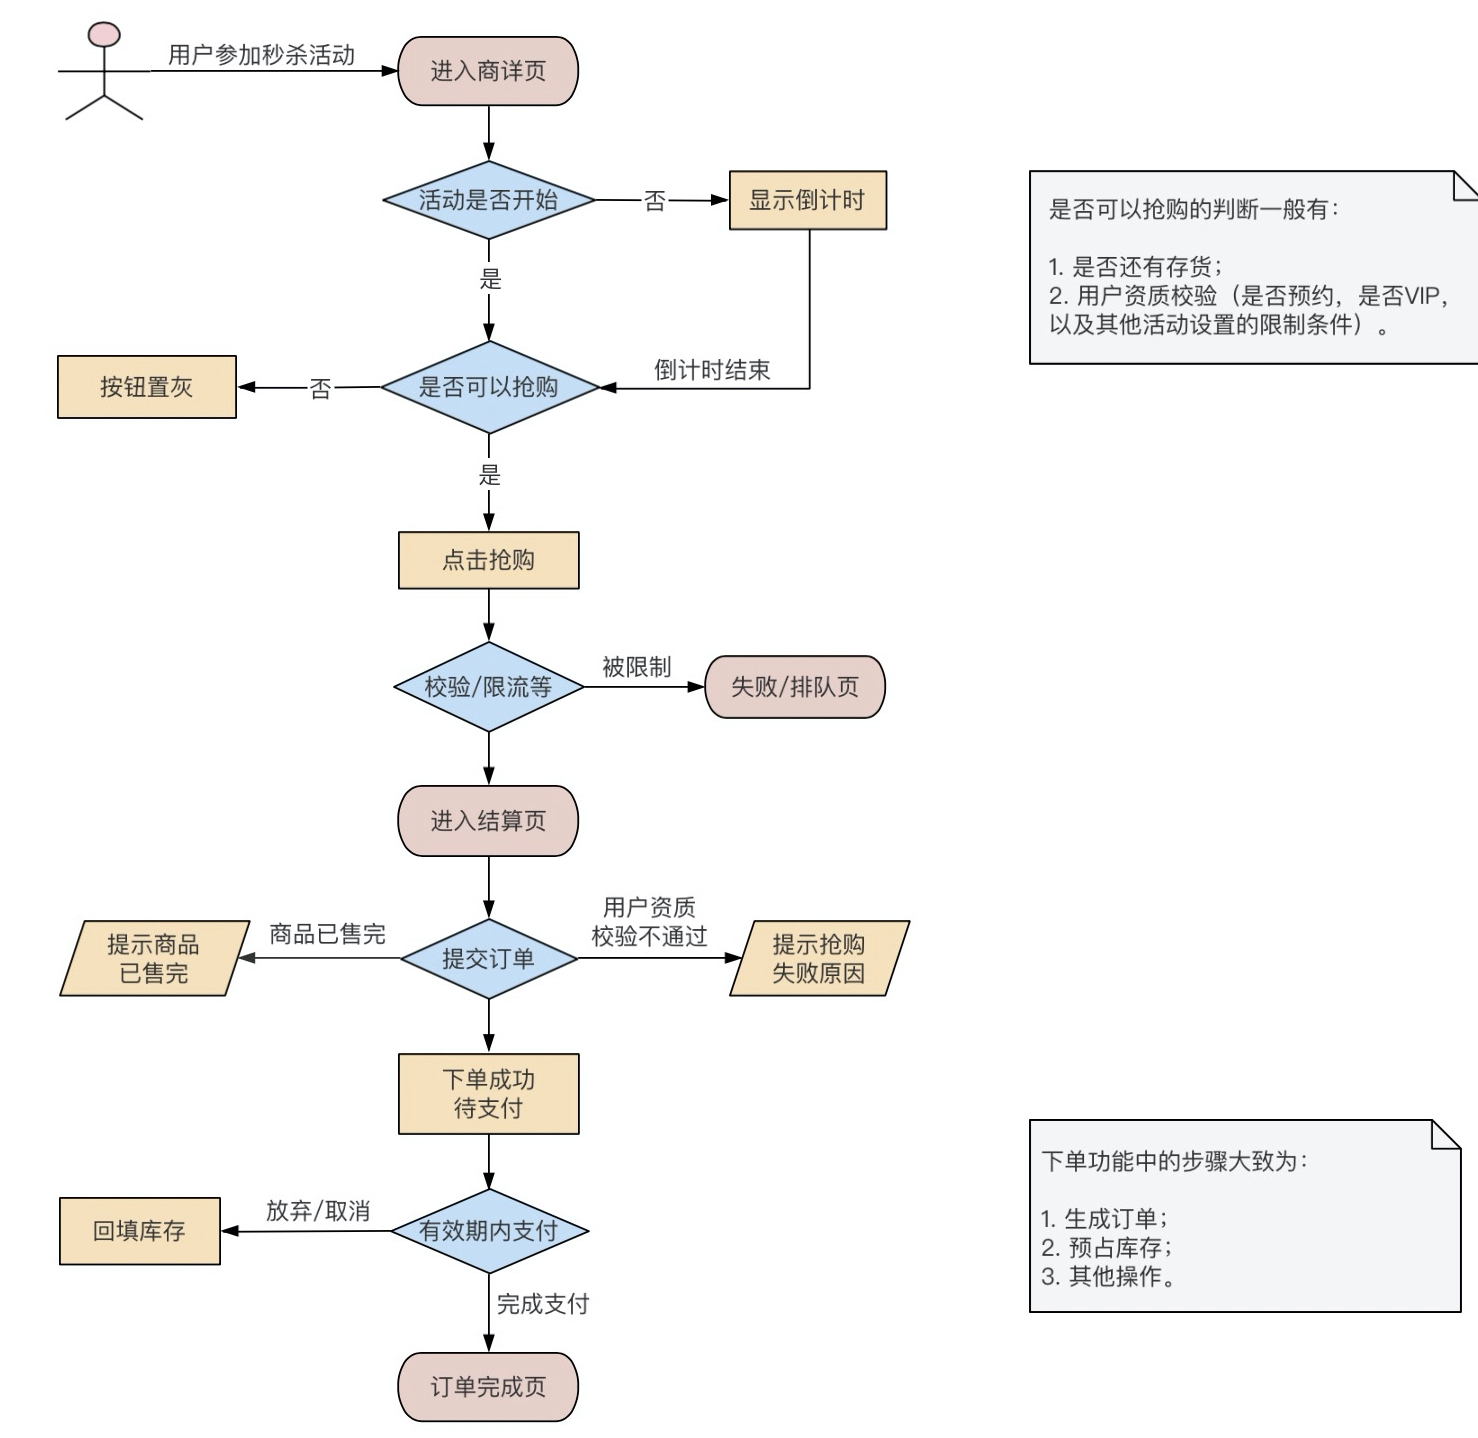 用户参加秒杀活动
进入商详页
活动是否开始
否
显示倒计时
是否可以抢购的判断一般有：
1. 是否还有存货；
2. 用户资质校验（是否预约，是否VIP，
以及其他活动设置的限制条件）。
是
按钮置灰
否
是否可以抢购
倒计时结束
是
点击抢购
校验/限流等
被限制
失败/排队页
进入结算页
提示商品
已售完
商品已售完
提交订单
用户资质
校验不通过
提示抢购
失败原因
下单成功
待支付
下单功能中的步骤大致为：
1. 生成订单；
2. 预占库存；
3. 其他操作。
回填库存
放弃/取消
有效期内支付
完成支付
订单完成页